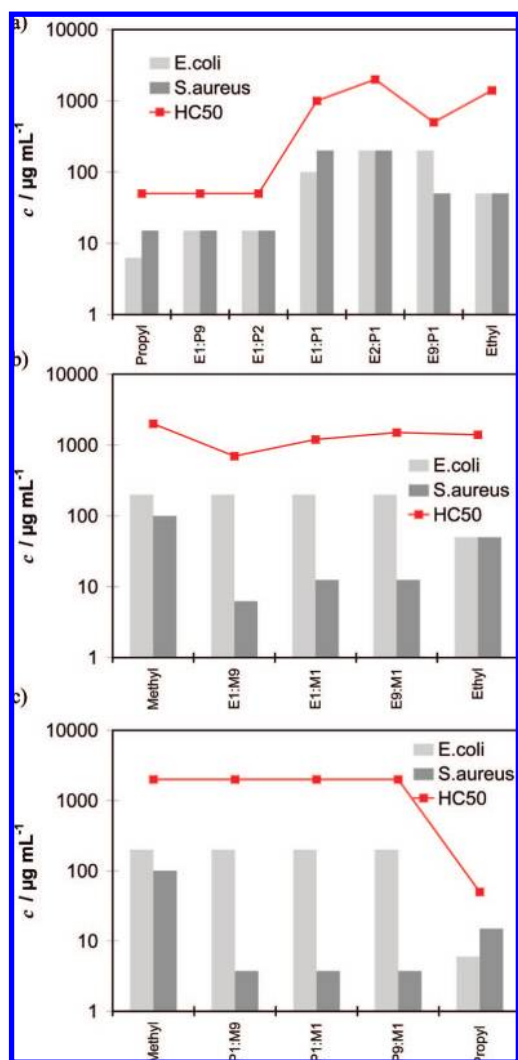 a)
10000
1000
100
10
1
c / µg mL-1
E.coli
S.aureus
HC50
Propyl
E1:P9
E1:P2
E1:P1
E2:P1
E9:P1
Ethyl
b)
10000
1000
100
10
1
c / µg mL-1
E.coli
S.aureus
HC50
Methyl
E1:M9
E1:M1
E9:M1
Ethyl
c)
10000
1000
100
10
1
c / µg mL-1
E.coli
S.aureus
HC50
Methyl
P1:M9
P1:M1
P9:M1
Propyl